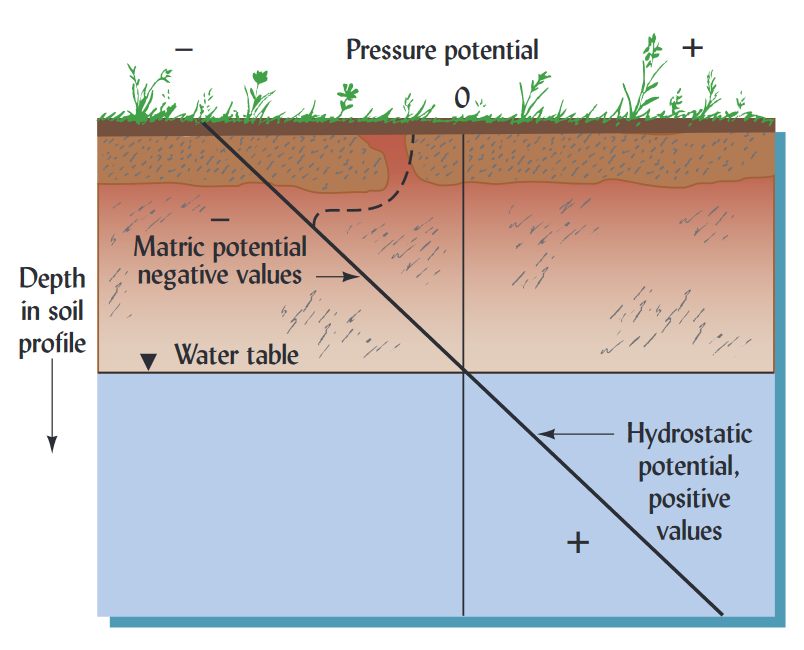 −
Pressure potential
+
0
−
Matric potential
negative values
Depth
in soil
profile
Water table
Hydrostatic
potential,
positive
values
+